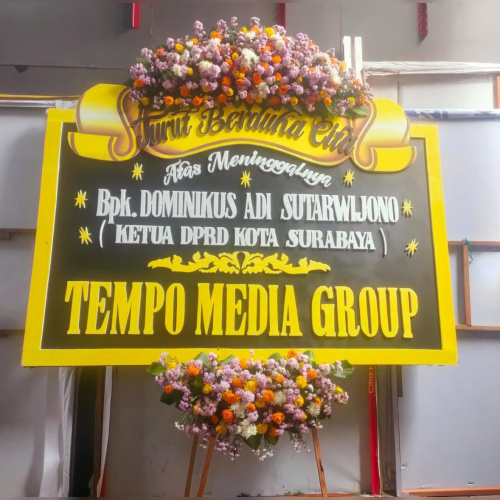 Turut Berduka Cita
Atas Meninggalnya
Bpk. DOMINIKUS ADI SUTARWIJONO
( KETUA DPRD KOTA SURABAYA )
TEMPO MEDIA GROUP